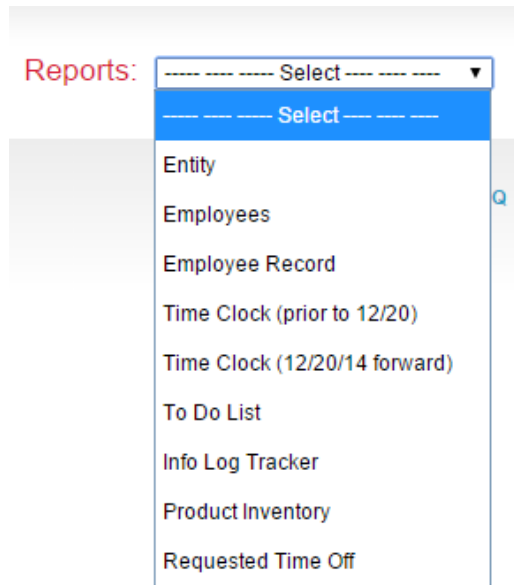 Reports: ----- ---- ----- Select ---- ---- ---- ▼
----- ---- ----- Select ---- ---- ----
Entity
Q
Employees
Employee Record
Time Clock (prior to 12/20)
Time Clock (12/20/14 forward)
To Do List
Info Log Tracker
Product Inventory
Requested Time Off